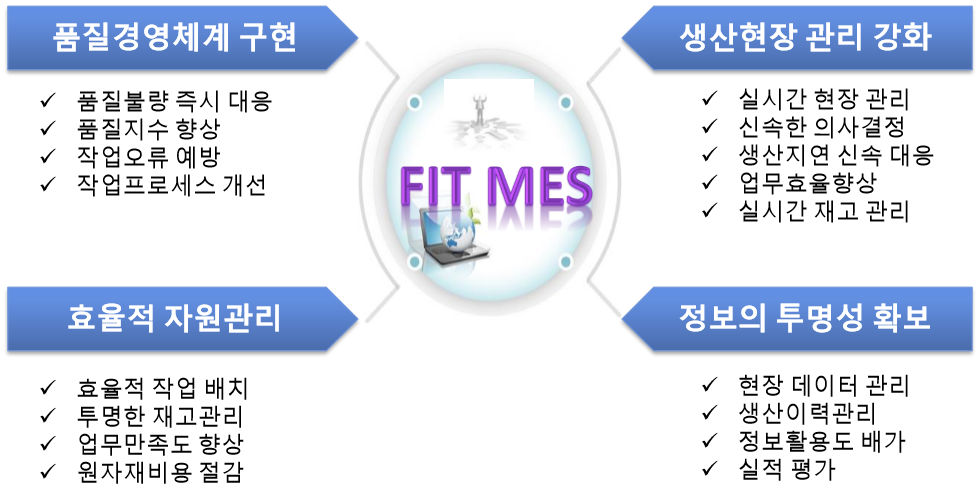 품질경영체계 구현
품질불량 즉시 대응
품질지수 향상
작업오류 예방
작업프로세스 개선
생산현장 관리 강화
실시간 현장 관리
신속한 의사결정
생산지연 신속 대응
업무효율향상
실시간 재고 관리
FIT MES
효율적 자원관리
효율적 작업 배치
투명한 재고관리
업무만족도 향상
원자재비용 절감
정보의 투명성 확보
현장 데이터 관리
생산이력관리
정보활용도 배가
실적 평가